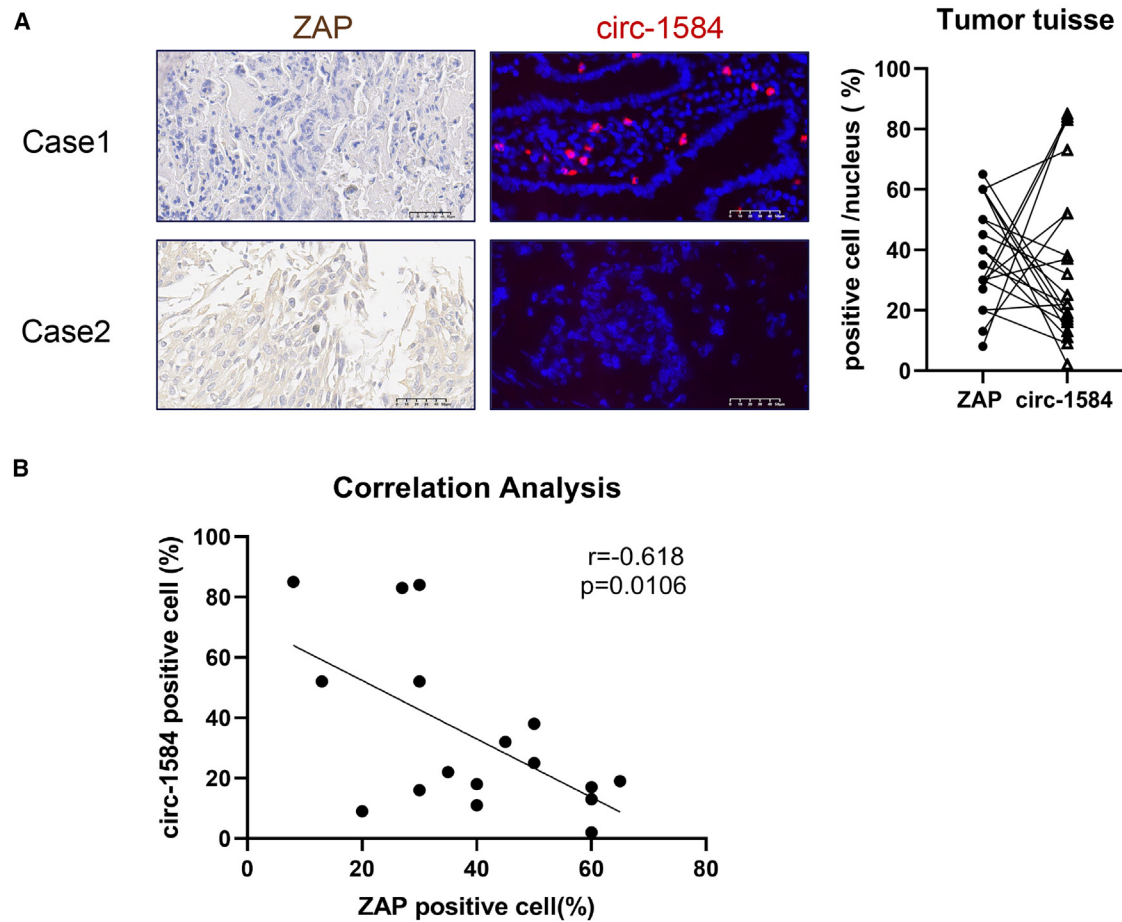 A
ZAP
circ-1584
Tumor tuisse
Case1
Case2
positive cell /nucleus ( %)
100
80
60
40
20
0
ZAP
circ-1584
B
Correlation Analysis
r=-0.618
p=0.0106
circ-1584 positive cell (%)
100
80
60
40
20
0
0
20
40
60
80
ZAP positive cell(%)